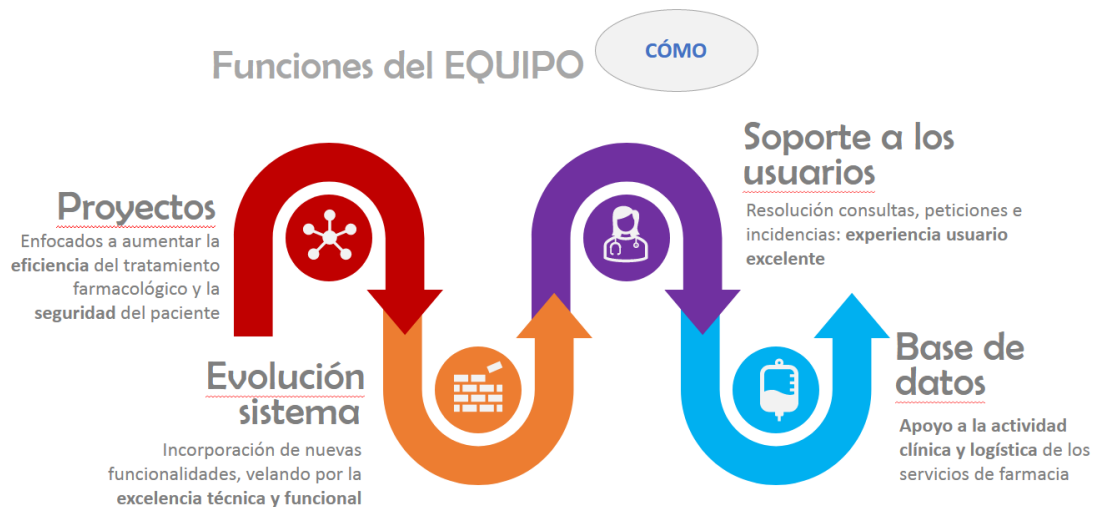 Funciones del EQUIPO
CÓMO
Proyectos
Enfocados a aumentar la
eficiencia del tratamiento
farmacológico y la
seguridad del paciente
Evolución
sistema
Incorporación de nuevas
funcionalidades, velando por la
excelencia técnica y funcional
Soporte a los
usuarios
Resolución consultas, peticiones e
incidencias: experiencia usuario
excelente
Base de
datos
Apoyo a la actividad
clínica y logística de los
servicios de farmacia